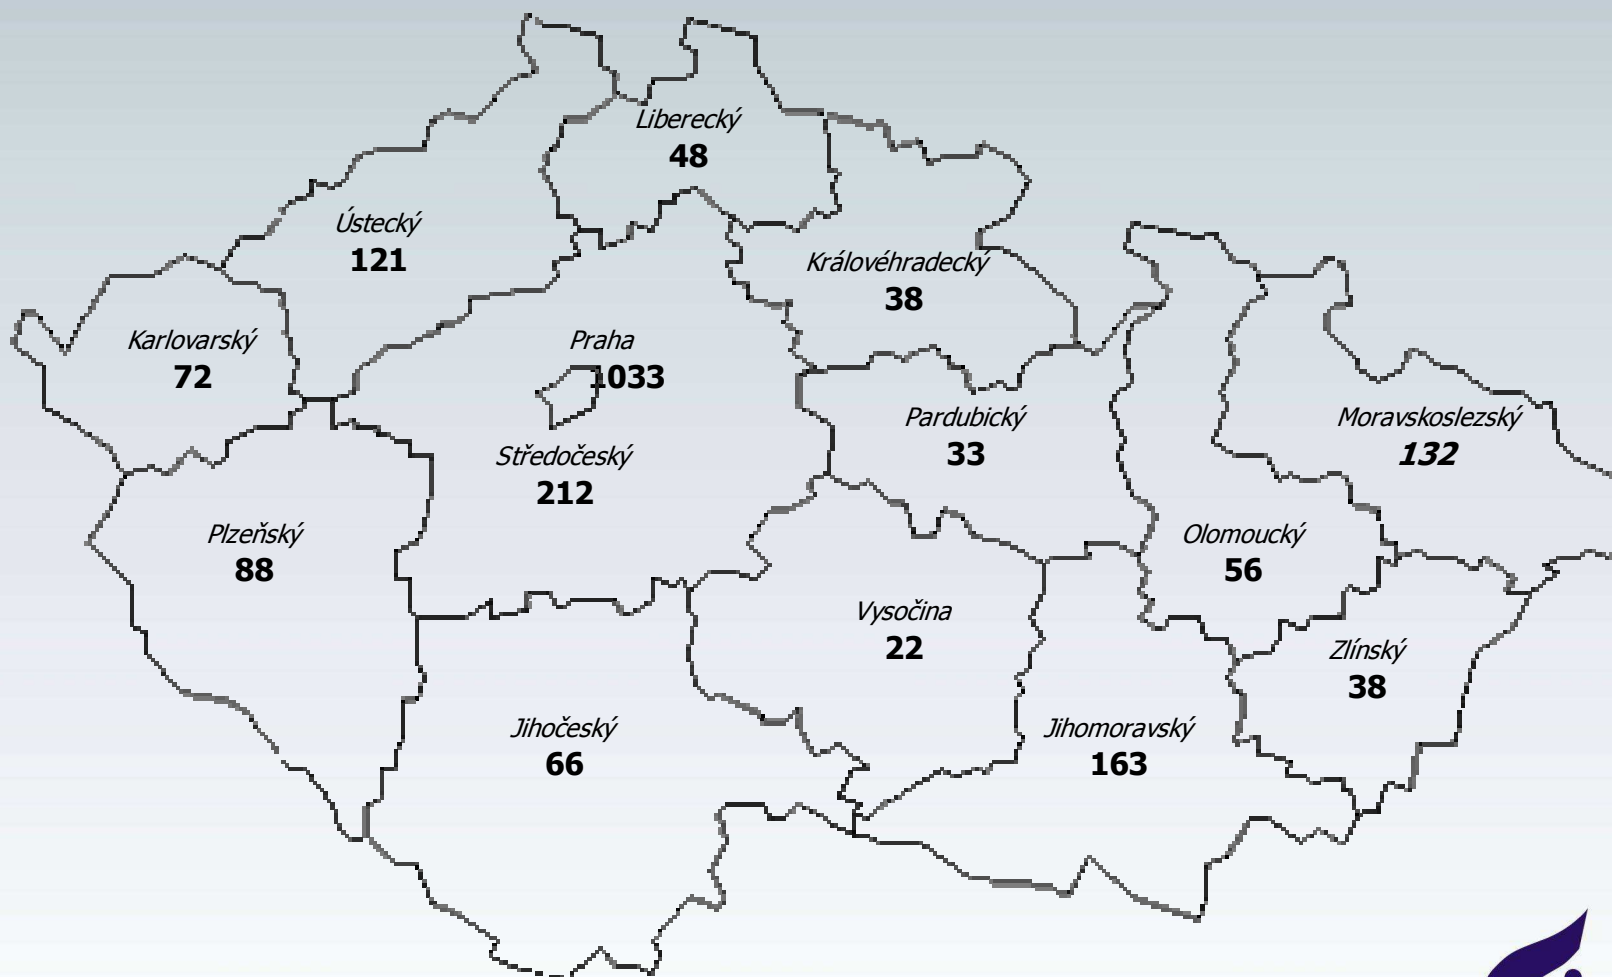 Liberecký
48
Ústecký
121
Královéhradecký
38
Karlovarský
72
Praha
1033
Pardubický
33
Moravskoslezský
132
Středočeský
212
Plzeňský
88
Olomoucký
56
Vysočina
22
Zlínský
38
Jihočeský
66
Jihomoravský
163